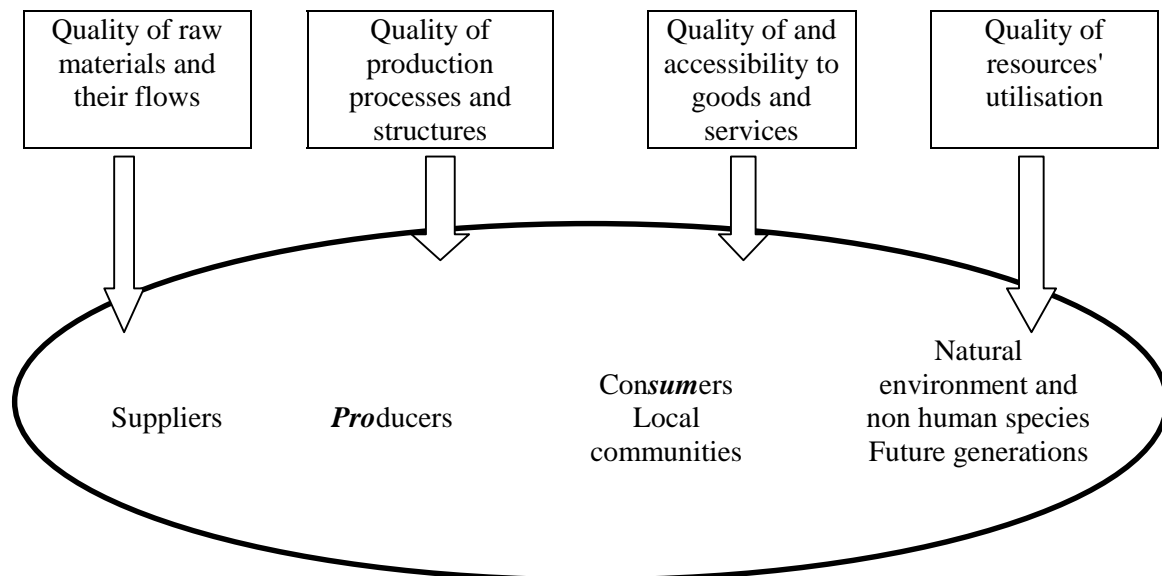 Quality of raw
materials and
their flows
Quality of
production
processes and
structures
Quality of and
accessibility to
goods and
services
Quality of
resources'
utilisation
Suppliers
Producers
Consumers
Local
communities
Natural
environment and
non human species
Future generations